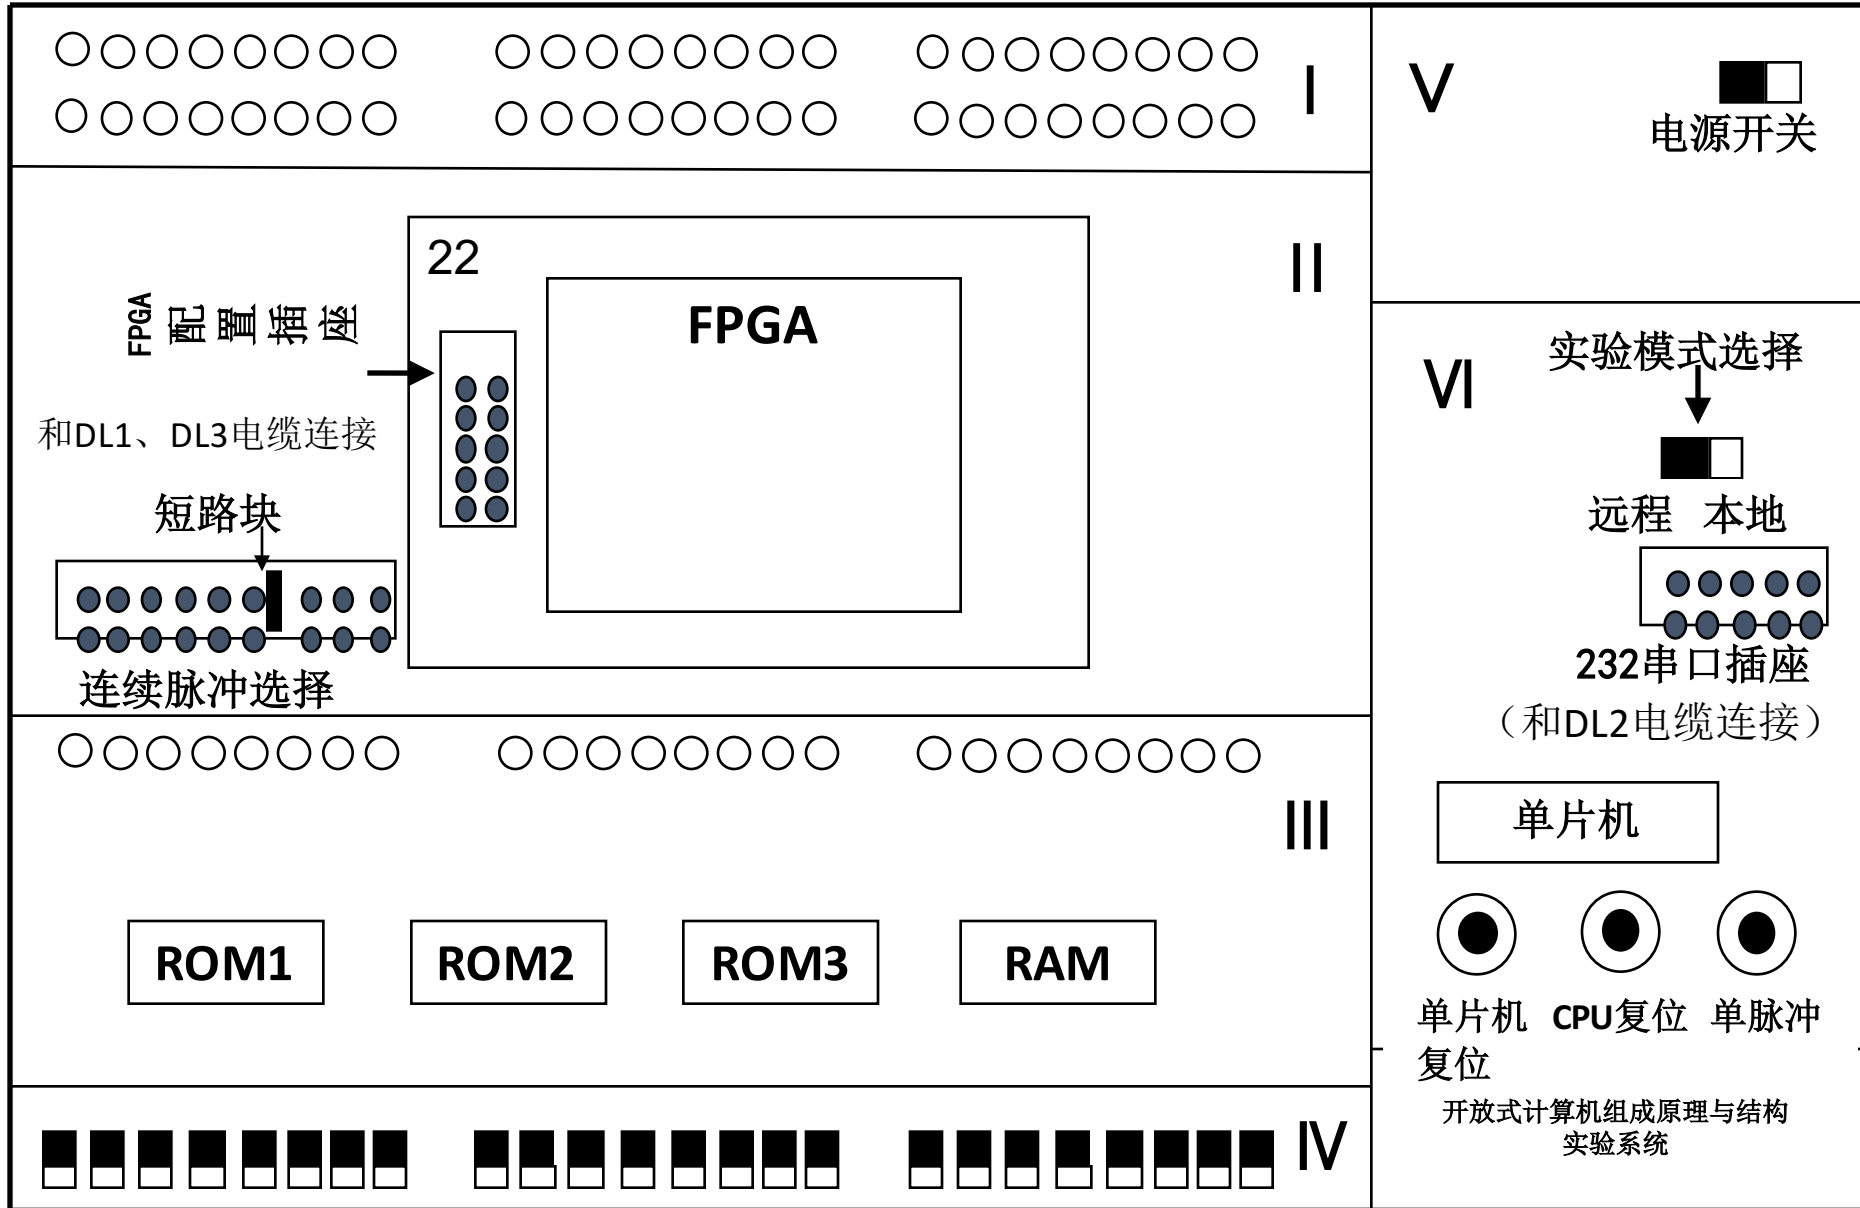 I
V
电源开关
22
II
FPGA
FPGA配置插座
实验模式选择
VI
和DL1、DL3电缆连接
短路块
远程 本地
连续脉冲选择
232串口插座
（和DL2电缆连接）
III
单片机
ROM1
ROM2
ROM3
RAM
单片机
复位
CPU复位
单脉冲
开放式计算机组成原理与结构
实验系统
IV